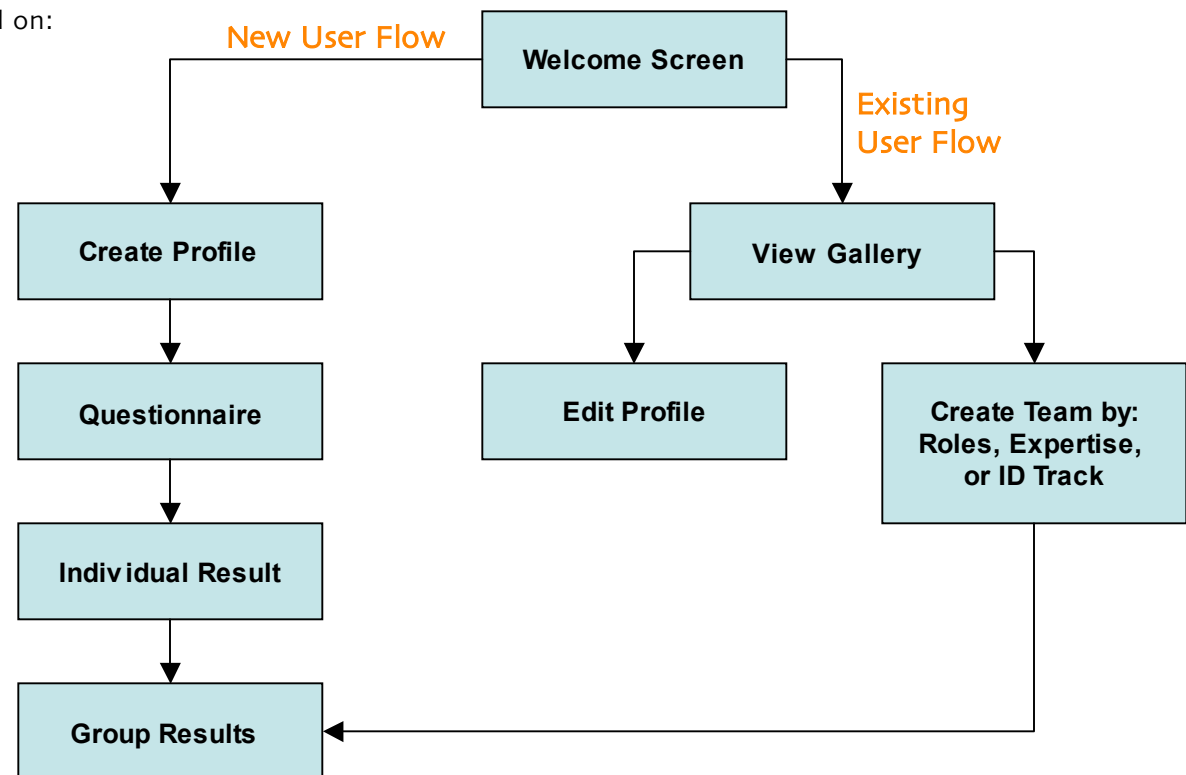 on:
New User Flow
Welcome Screen
Existing
User Flow
Create Profile
View Gallery
Questionnaire
Edit Profile
Create Team by:
Roles, Expertise,
or ID Track
Individual Result
Group Results